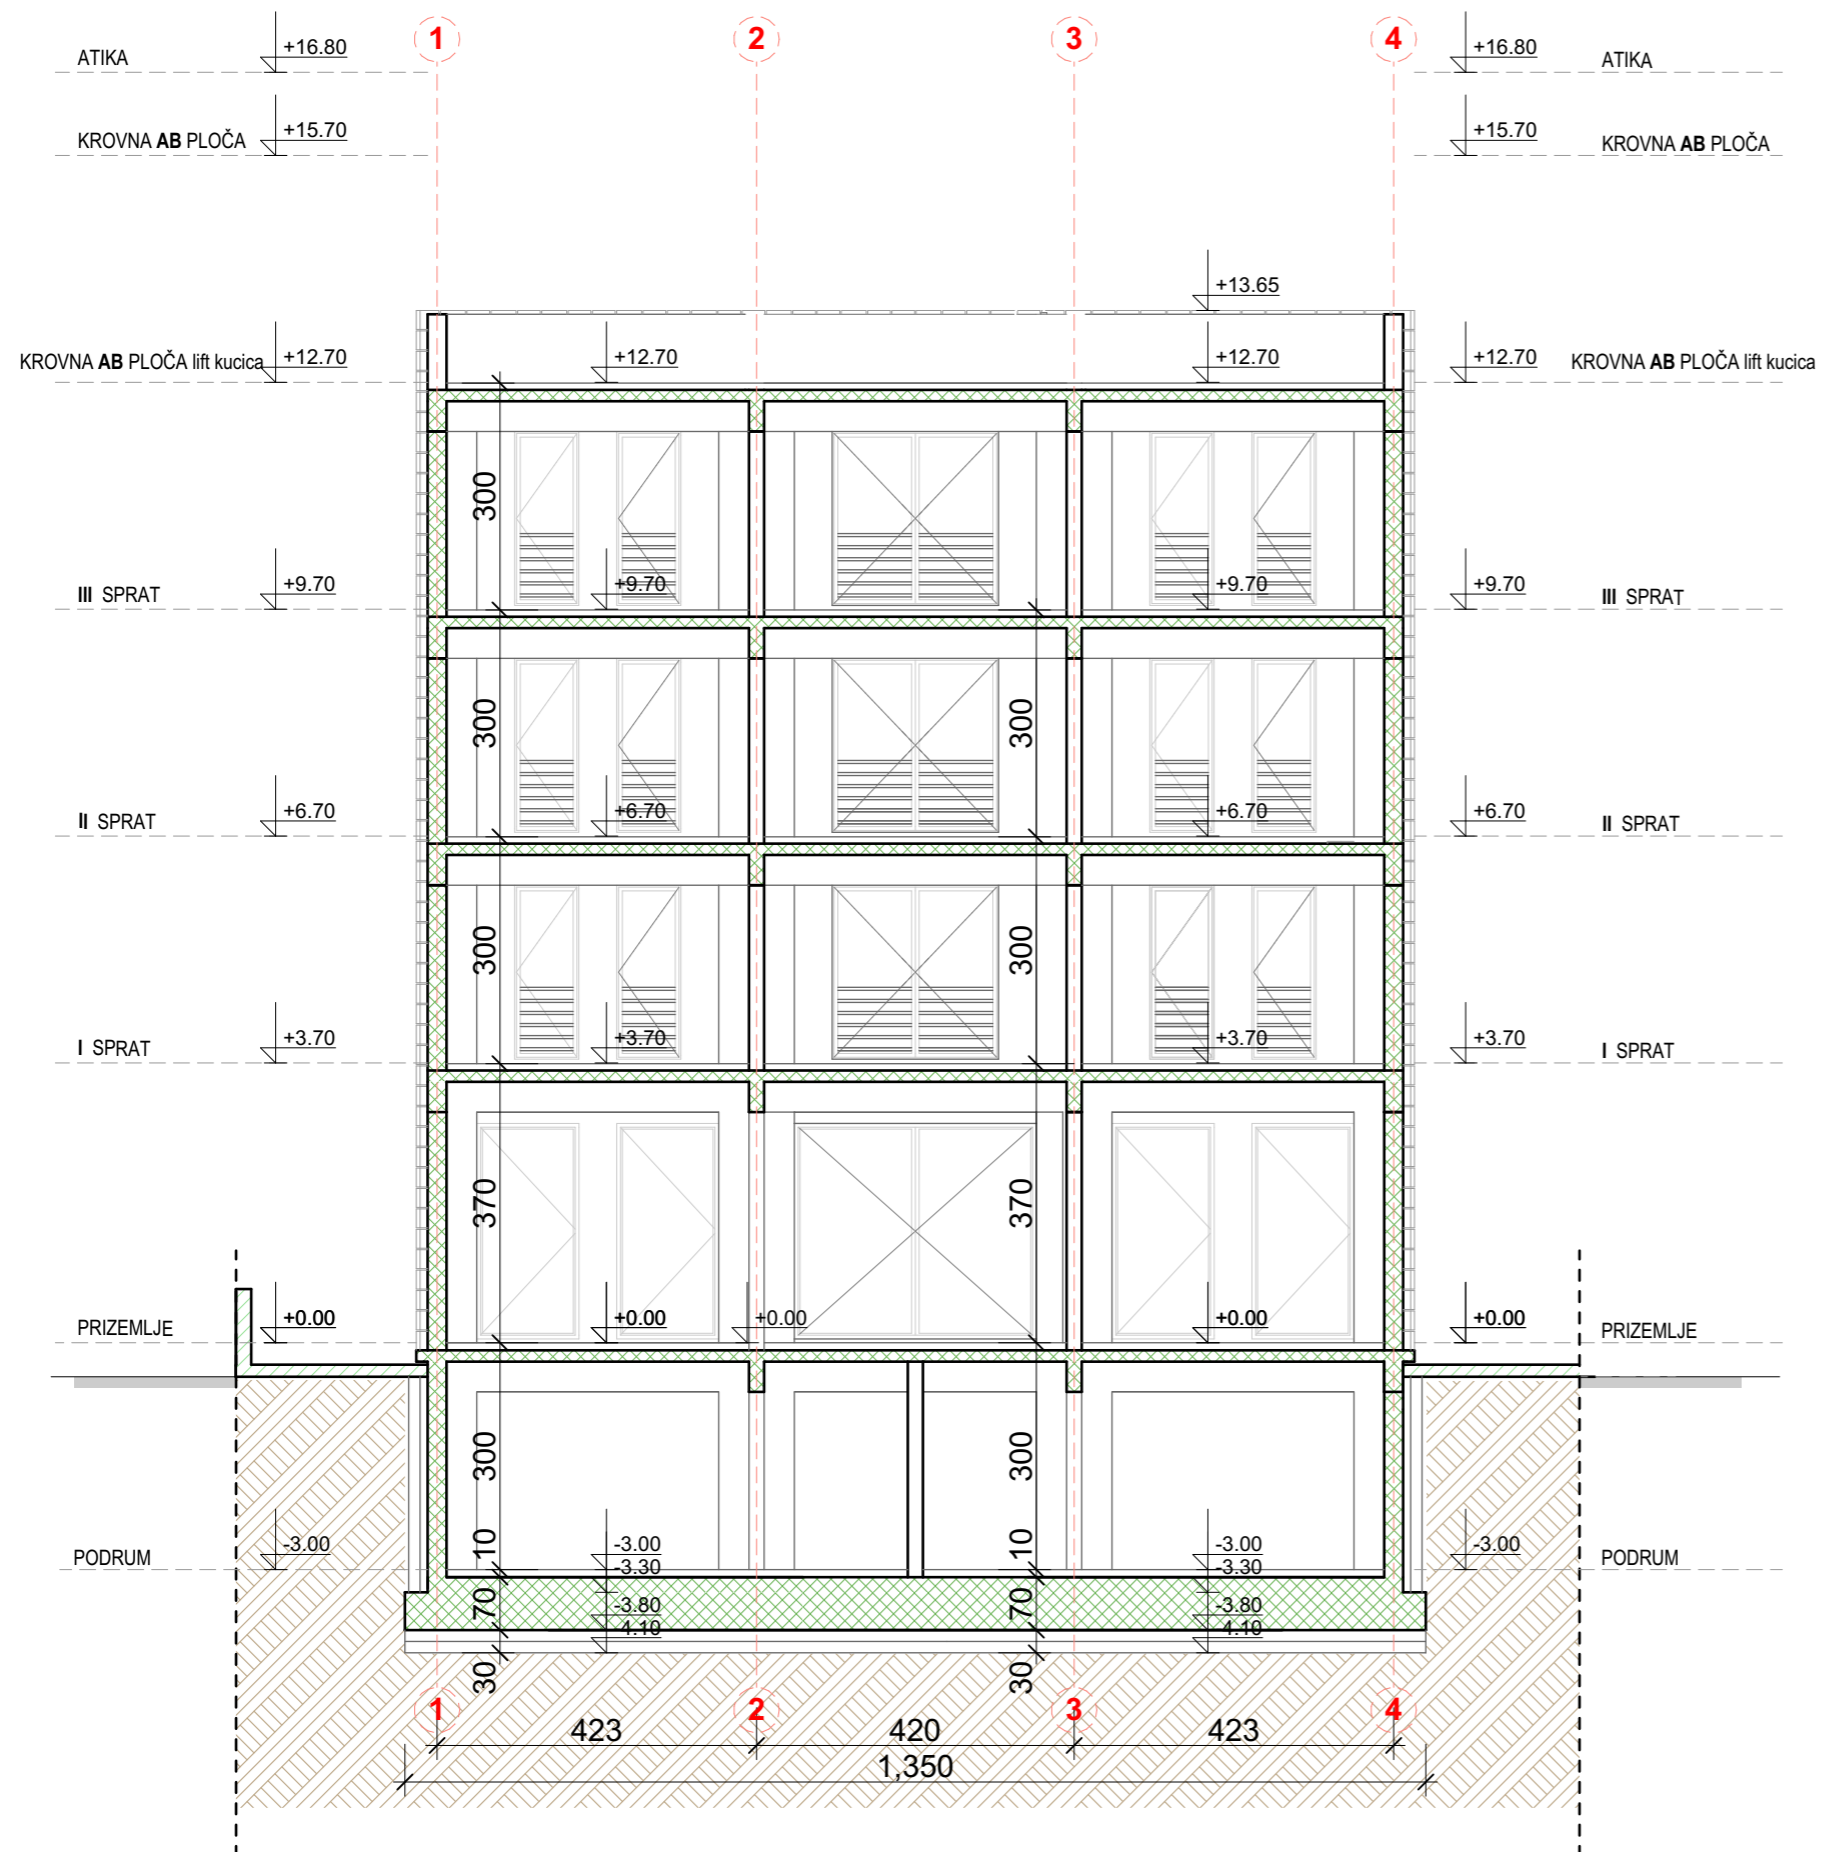 1 2 3 4
ATIKA +16.80 +16.80 ATIKA
KROVNA AB PLOČA +15.70 +15.70 KROVNA AB PLOČA
+13.65
KROVNA AB PLOČA lift kucica +12.70 +12.70 +12.70 +12.70 KROVNA AB PLOČA lift kucica
300
III SPRAT +9.70 +9.70 +9.70 +9.70 III SPRAT
300 300
II SPRAT +6.70 +6.70 +6.70 +6.70 II SPRAT
300 300
I SPRAT +3.70 +3.70 +3.70 +3.70 I SPRAT
370 370
PRIZEMLJE +0.00 +0.00 +0.00 +0.00 +0.00 PRIZEMLJE
300 300
PODRUM -3.00 10 -3.00 10 -3.00 -3.00 PODRUM
-3.30 -3.30
70 -3.80 70 -3.80
-4.10 -4.10
30 30
1 2 3 4
423 420 423
1,350